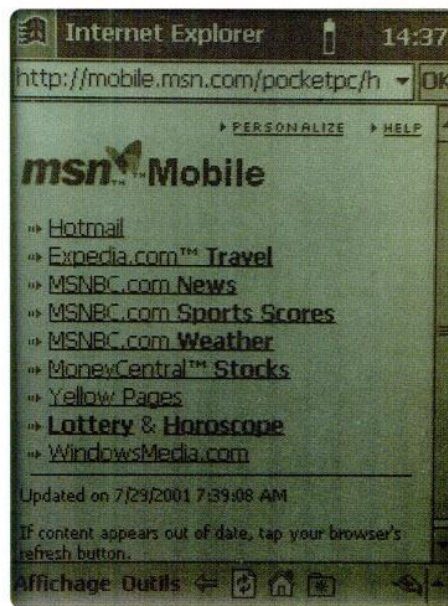 Internet Explorer 14:37
http://mobile.msn.com/pocketpc/h OK
PERSONALIZE HELP
msn™ Mobile
Hotmail
Expedia.com™ Travel
MSNBC.com News
MSNBC.com Sports Scores
MSNBC.com Weather
MoneyCentral™ Stocks
Yellow Pages
Lottery & Horoscope
WindowsMedia.com
Updated on 7/29/2001 7:39:08 AM
If content appears out of date, tap your browser's
refresh button.
Affichage Outils